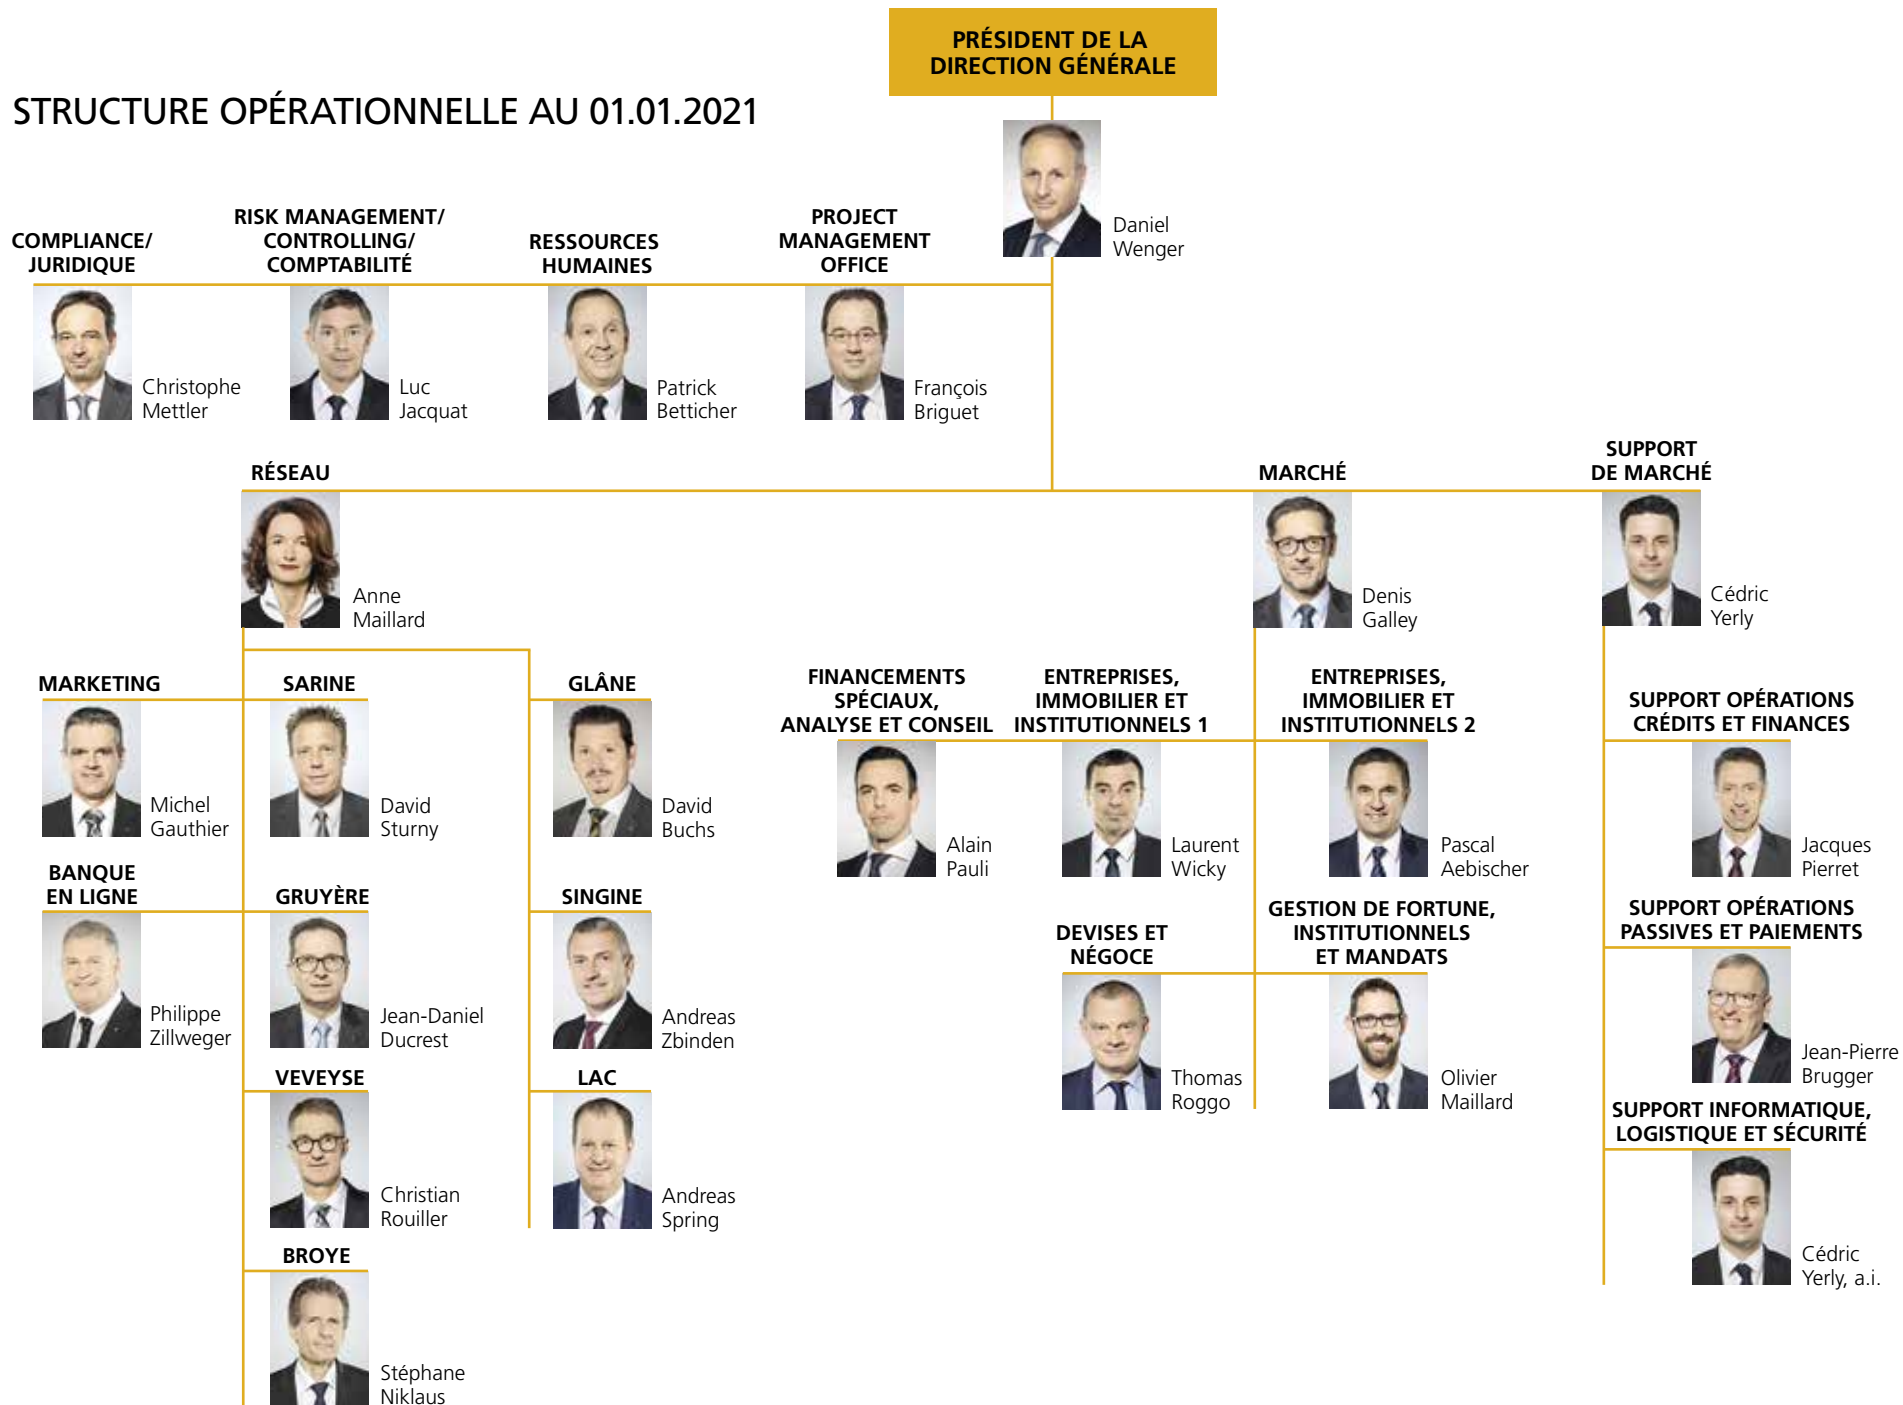 PRÉSIDENT DE LA
DIRECTION GÉNÉRALE
STRUCTURE OPÉRATIONNELLE AU 01.01.2021
Daniel
Wenger
COMPLIANCE/
JURIDIQUE
Christophe
Mettler
RISK MANAGEMENT/
CONTROLLING/
COMPTABILITÉ
Luc
Jacquat
RESSOURCES
HUMAINES
Patrick
Betticher
PROJECT
MANAGEMENT
OFFICE
François
Briguet
RÉSEAU
Anne
Maillard
MARCHÉ
Denis
Galley
SUPPORT
DE MARCHÉ
Cédric
Yerly
MARKETING
Michel
Gauthier
SARINE
David
Sturny
GLÂNE
David
Buchs
BANQUE
EN LIGNE
Philippe
Zillweger
GRUYÈRE
Jean-Daniel
Ducrest
SINGINE
Andreas
Zbinden
VEVEYSE
Christian
Rouiller
LAC
Andreas
Spring
BROYE
Stéphane
Niklaus
FINANCEMENTS
SPÉCIAUX,
ANALYSE ET CONSEIL
Alain
Pauli
ENTREPRISES,
IMMOBILIER ET
INSTITUTIONNELS 1
Laurent
Wicky
ENTREPRISES,
IMMOBILIER ET
INSTITUTIONNELS 2
Pascal
Aebischer
DEVISES ET
NÉGOCE
Thomas
Roggo
GESTION DE FORTUNE,
INSTITUTIONNELS
ET MANDATS
Olivier
Maillard
SUPPORT OPÉRATIONS
CRÉDITS ET FINANCES
Jacques
Pierret
SUPPORT OPÉRATIONS
PASSIVES ET PAIEMENTS
Jean-Pierre
Brugger
SUPPORT INFORMATIQUE,
LOGISTIQUE ET SÉCURITÉ
Cédric
Yerly, a.i.